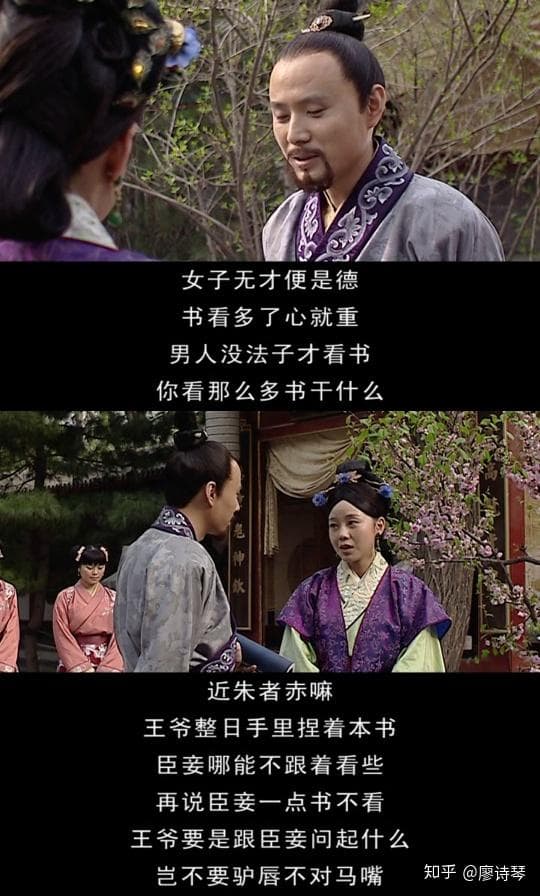 女子无才便是德
书看多了心就重
男人没法子才看书
你看那么多书干什么
近朱者赤嘛
王爷整日手里捏着本书
臣妾哪能不跟着看些
再说臣妾一点书不看
王爷要是跟臣妾问起什么
岂不要驴唇不对马嘴
知乎 @廖诗琴